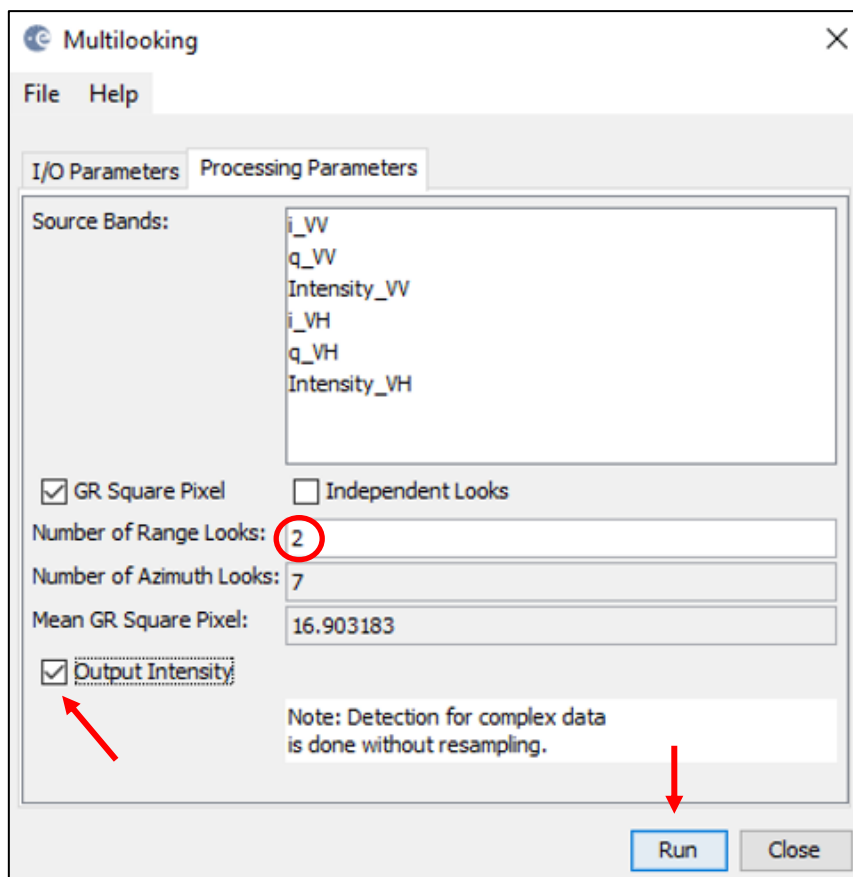 Multilooking
File Help
I/O Parameters Processing Parameters
Source Bands:
i_VV
q_VV
Intensity_VV
i_VH
q_VH
Intensity_VH
GR Square Pixel Independent Looks
Number of Range Looks: 2
Number of Azimuth Looks: 7
Mean GR Square Pixel: 16.903183
Output Intensity
Note: Detection for complex data
is done without resampling.
Run Close